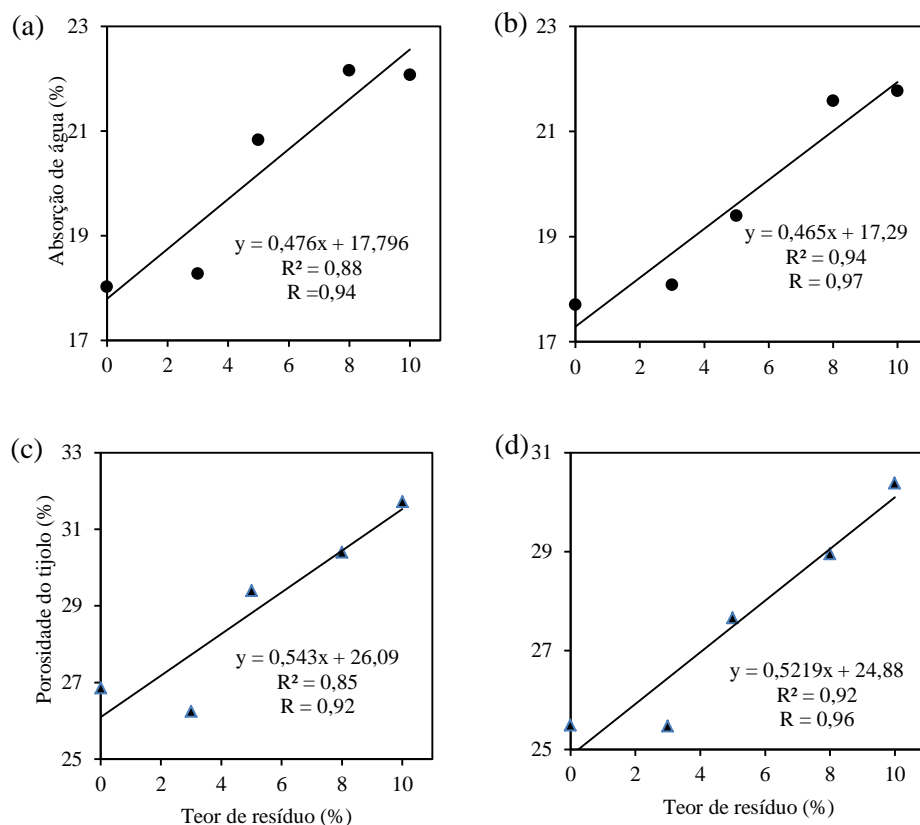 (a)
Absorção de água (%)
23
21
19
17
y = 0,476x + 17,796
R² = 0,88
R =0,94
0 2 4 6 8 10
(b)
23
21
19
17
y = 0,465x + 17,29
R² = 0,94
R = 0,97
0 2 4 6 8 10
(c)
Porosidade do tijolo (%)
33
31
29
27
25
y = 0,543x + 26,09
R² = 0,85
R = 0,92
0 2 4 6 8 10
Teor de resíduo (%)
(d)
31
29
27
25
y = 0,5219x + 24,88
R² = 0,92
R = 0,96
0 2 4 6 8 10
Teor de resíduo (%)